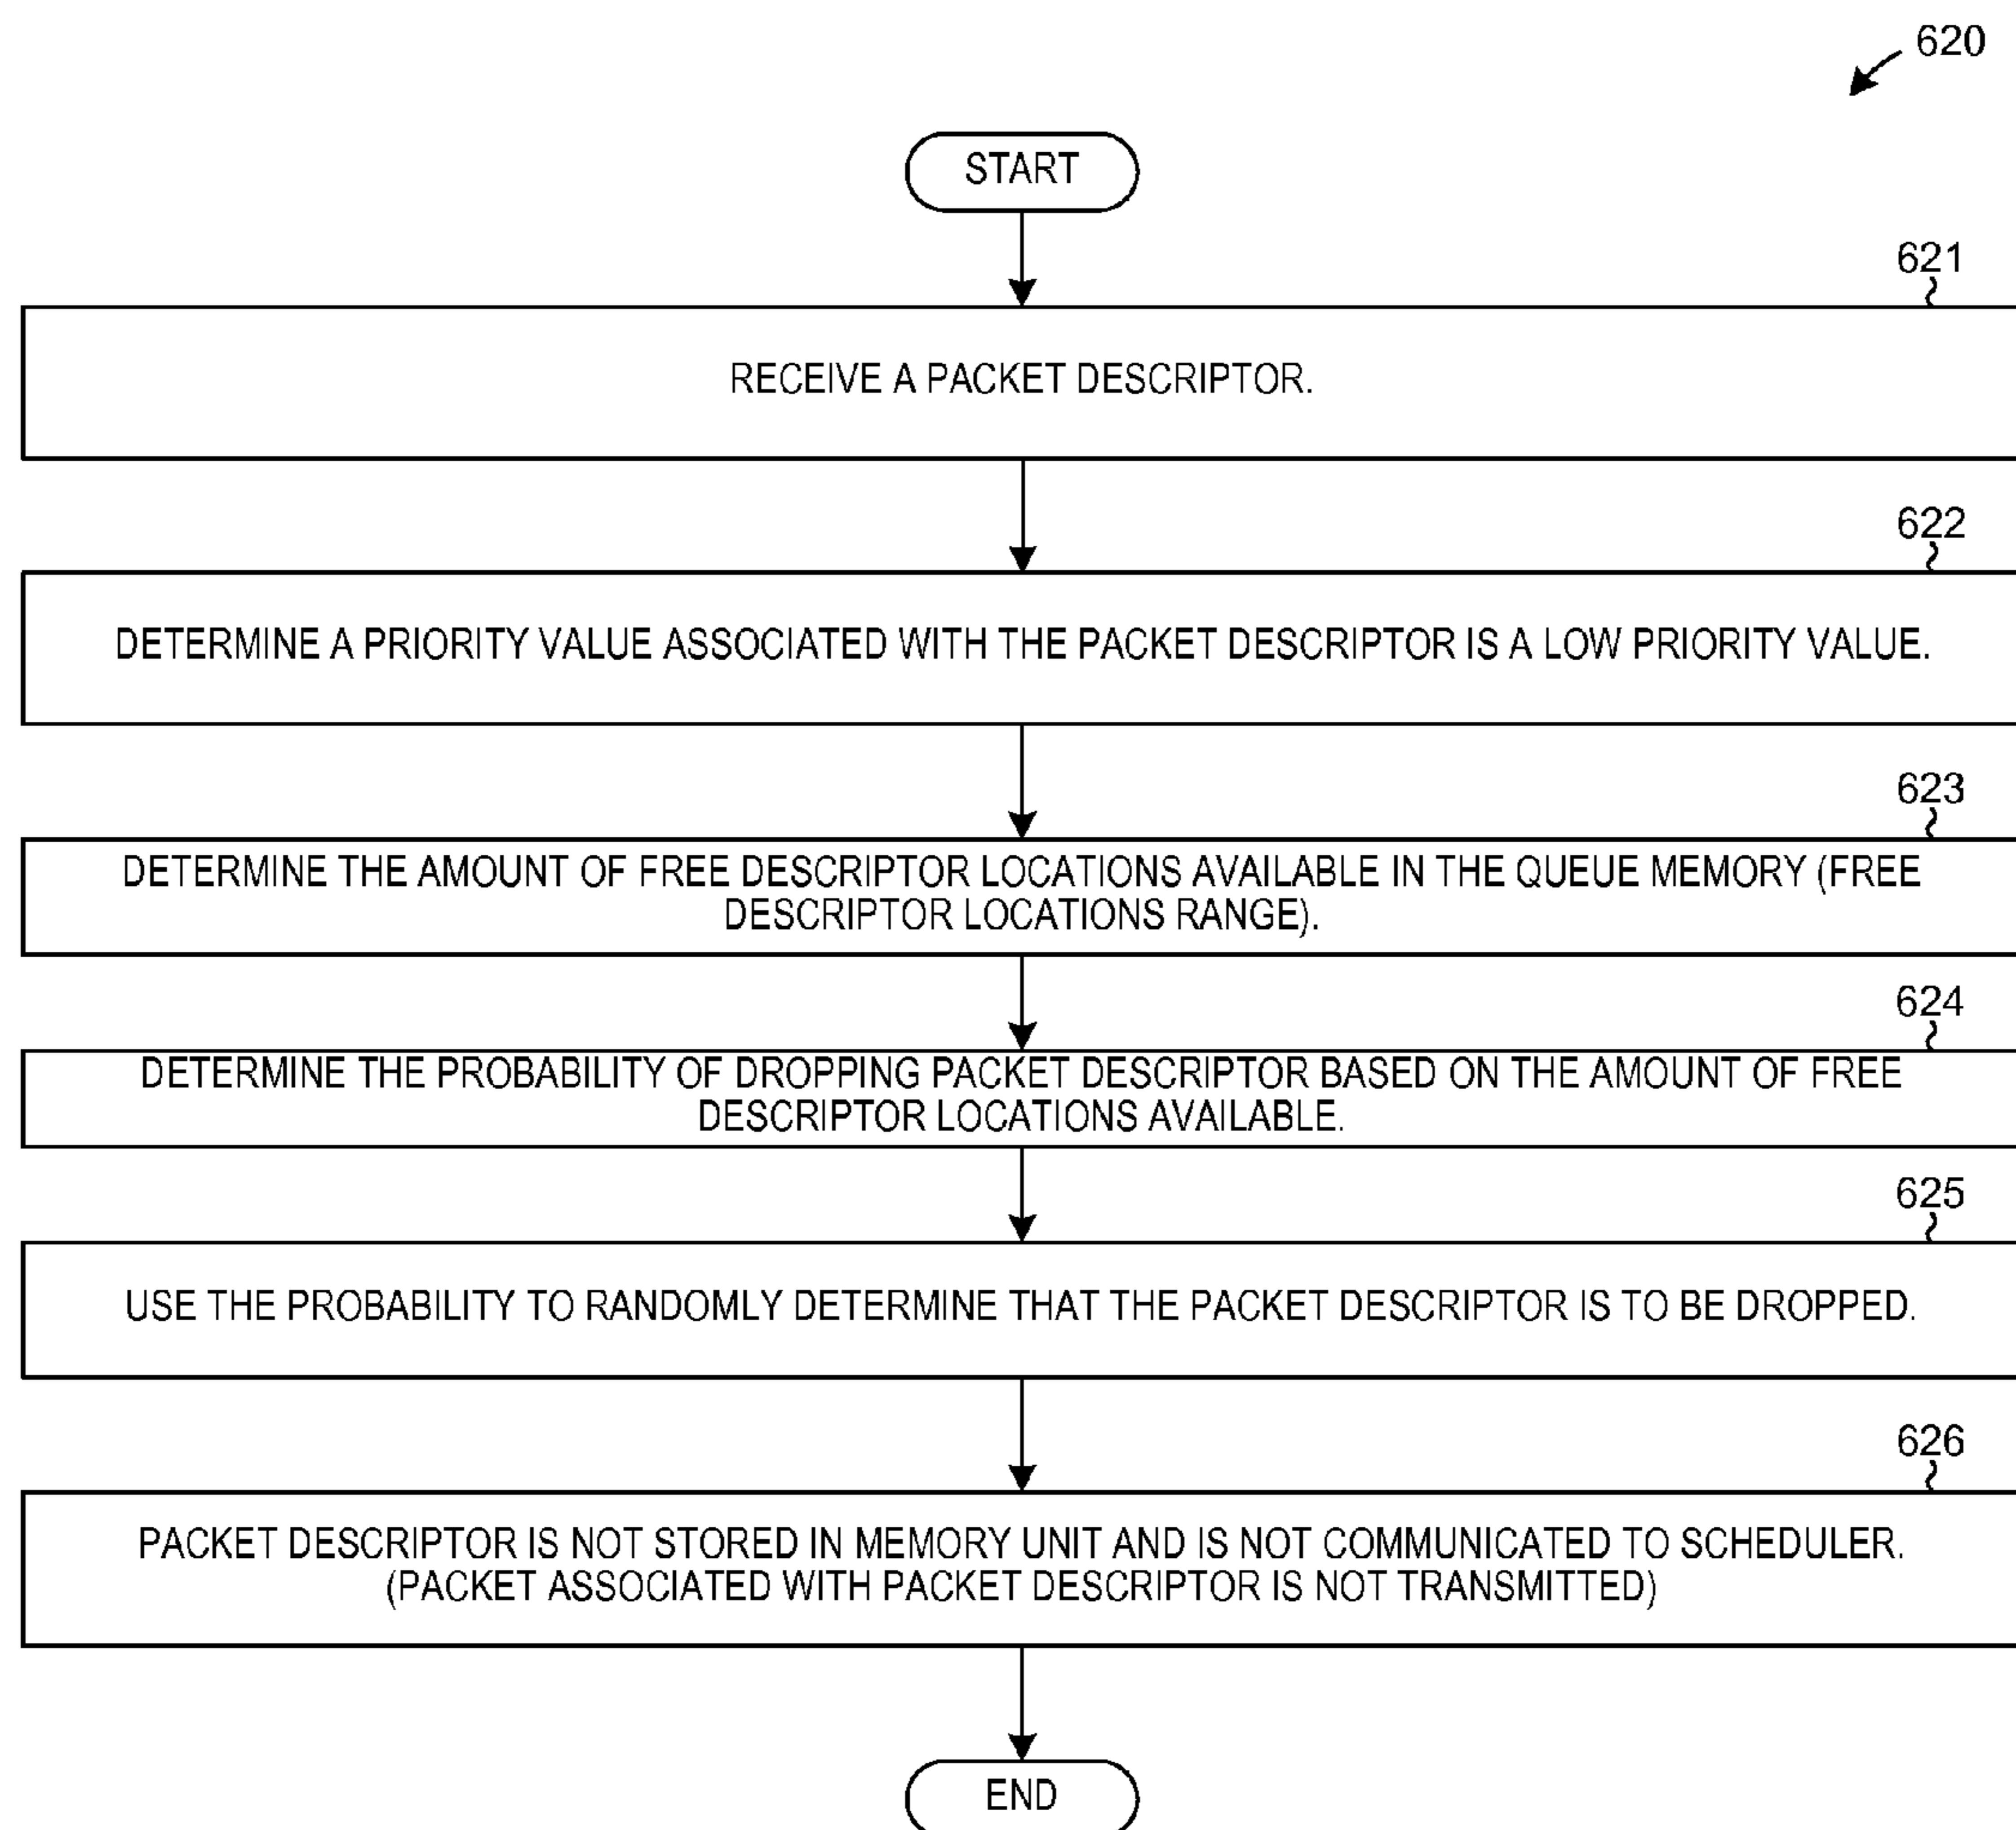 620
START
621
RECEIVE A PACKET DESCRIPTOR.
622
DETERMINE A PRIORITY VALUE ASSOCIATED WITH THE PACKET DESCRIPTOR IS A LOW PRIORITY VALUE.
623
DETERMINE THE AMOUNT OF FREE DESCRIPTOR LOCATIONS AVAILABLE IN THE QUEUE MEMORY (FREE
DESCRIPTOR LOCATIONS RANGE).
624
DETERMINE THE PROBABILITY OF DROPPING PACKET DESCRIPTOR BASED ON THE AMOUNT OF FREE
DESCRIPTOR LOCATIONS AVAILABLE.
625
USE THE PROBABILITY TO RANDOMLY DETERMINE THAT THE PACKET DESCRIPTOR IS TO BE DROPPED.
626
PACKET DESCRIPTOR IS NOT STORED IN MEMORY UNIT AND IS NOT COMMUNICATED TO SCHEDULER.
(PACKET ASSOCIATED WITH PACKET DESCRIPTOR IS NOT TRANSMITTED)
END